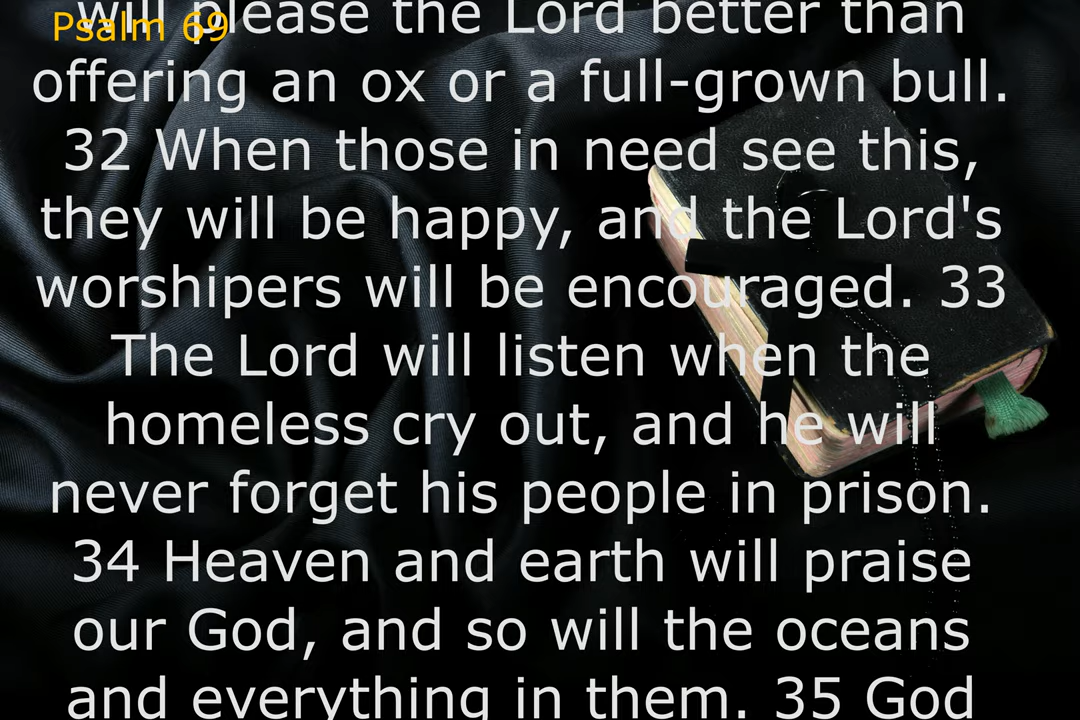 Psalm 69
will please the Lord better than
offering an ox or a full-grown bull.
32 When those in need see this,
they will be happy, and the Lord's
worshipers will be encouraged. 33
The Lord will listen when the
homeless cry out, and he will
never forget his people in prison.
34 Heaven and earth will praise
our God, and so will the oceans
and everything in them. 35 God